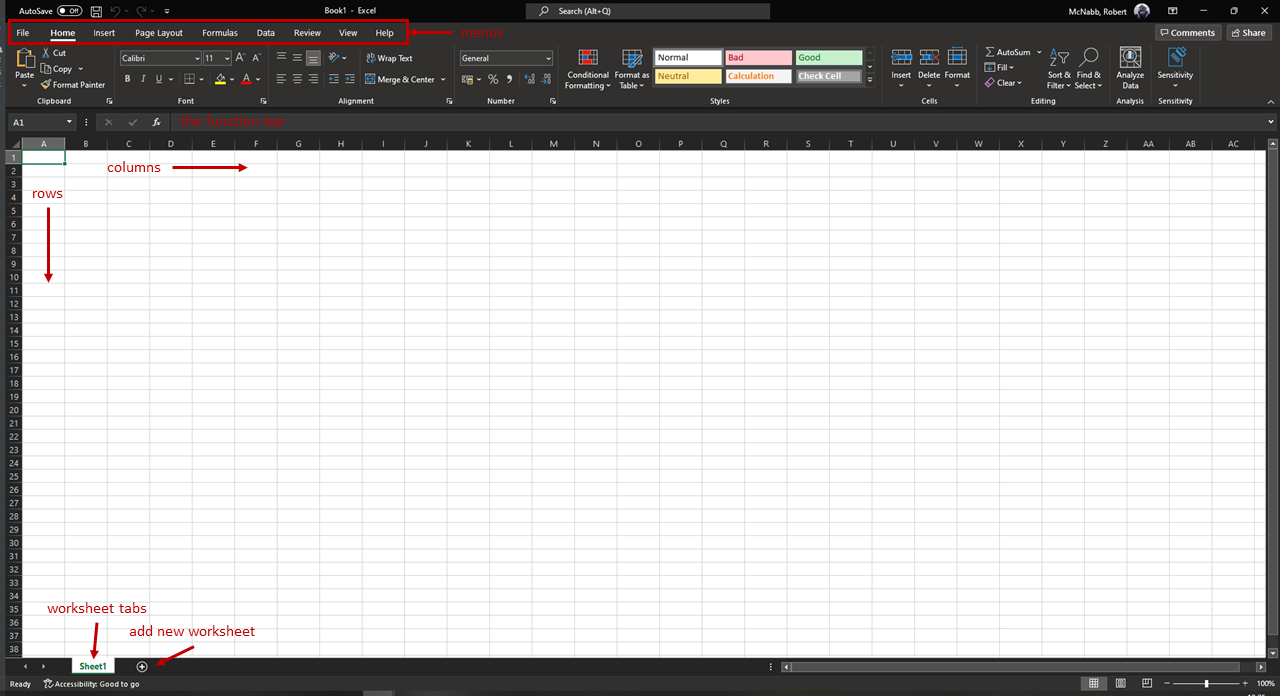 AutoSave Off Book1 - Excel Search (Alt+Q) McNabb, Robert
File Home Insert Page Layout Formulas Data Review View Help menus Comments Share
Paste Cut Copy Format Painter
Calibri 11 A A
B I U A
Wrap Text
Merge & Center
General
% 9
Conditional Formatting Format as Table
Normal Bad Good
Neutral Calculation Check Cell
Insert Delete Format
AutoSum
Fill
Clear
Sort & Filter Find & Select
Analyze Data
Sensitivity
Clipboard Font Alignment Number Styles Cells Editing Analysis Sensitivity
A1 fx the function bar
A B C D E F G H I J K L M N O P Q R S T U V W X Y Z AA AB AC
1
columns
2
3
rows
4
5
6
7
8
9
10
11
12
13
14
15
16
17
18
19
20
21
22
23
24
25
26
27
28
29
30
31
32
33
34
worksheet tabs
35
36
add new worksheet
37
38
Sheet1
Ready Accessibility: Good to go 100%